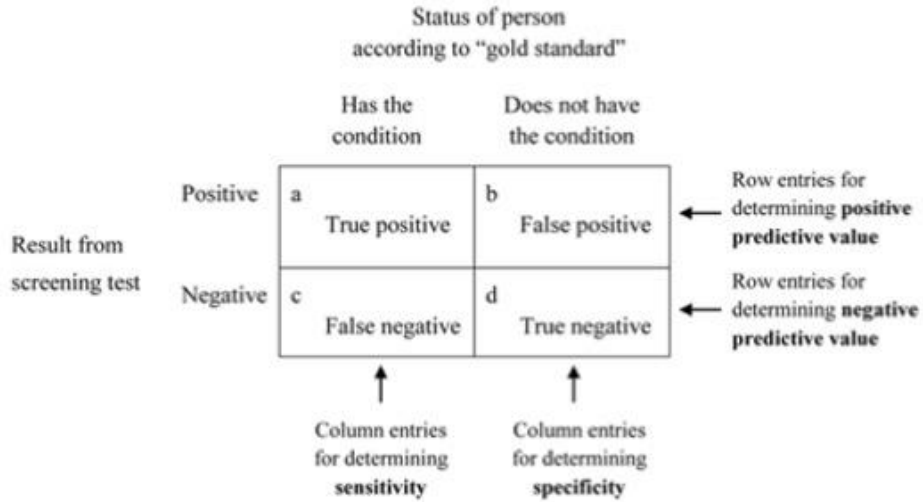 Status of person
according to “gold standard”
Has the
condition
Does not have
the condition
Result from
screening test
Positive
a
True positive
b
False positive
Row entries for
determining positive
predictive value
Negative
c
False negative
d
True negative
Row entries for
determining negative
predictive value
Column entries
for determining
sensitivity
Column entries
for determining
specificity